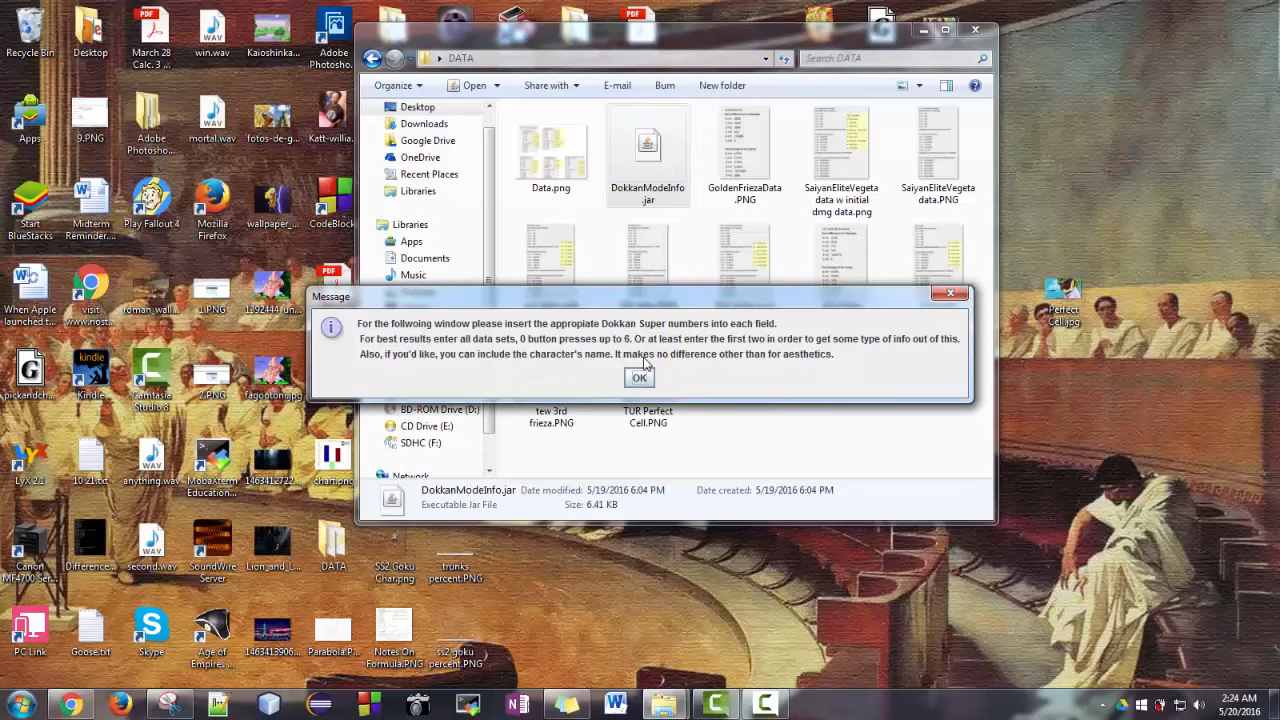 Recycle Bin
Desktop
March 28 Calc. 3 ...
win.wav
Kaioshinka...
Adobe Photosho...
DATA
Search DATA
Organize
Open
Share with
E-mail
Burn
New folder
Desktop
Downloads
Google Drive
OneDrive
Recent Places
Libraries
Libraries
Apps
Documents
Music
Data.png
DokkanModeInfo
.jar
GoldenFriezaData
.PNG
SaiyanEliteVegeta
data w initial
dmg data.png
SaiyanEliteVegeta
data.PNG
apps
9.PNG
Adobe
Photosho...
mortal.wav
fotos-de-g...
Katt-willia...
Start
BlueStacks
Midterm
Reminder...
Play Fallout 4
Mozilla
Firefox
wallpaper_...
CodeBlock...
When Apple
launched t...
visit
www.nost...
roman_wall...
1.PNG
1392444-un...
Perfect
Cell.jpg
Message
For the follwoing window please insert the appropiate Dokkan Super numbers into each field.
For best results enter all data sets, 0 button presses up to 6. Or at least enter the first two in order to get some type of info out of this.
Also, if you'd like, you can include the character's name. It makes no difference other than for aesthetics.
OK
pickandch...
Kindle
Camtasia
Studio 8
2.PNG
fagootoni.jpg
BD-ROM Drive (D:)
CD Drive (E:)
SDHC (F:)
Network
tew 3rd
frieza.PNG
TUR Perfect
Cell.PNG
DokkanModeInfo.jar
Date modified: 5/19/2016 6:04 PM
Date created: 5/19/2016 6:04 PM
Executable Jar File
Size: 6.41 KB
LyX 2.1
10 21.txt
anything.wav
MobaXterm
Education...
1463412722...
chart.png
Canon
MF4700 Ser...
Difference...
second.wav
SoundWire
Server
Lion_and_L...
DATA
SS2 Goku
Char.png
trunks
percent.PNG
PC Link
Goose.txt
Skype
Age of
Empires ...
1463413906...
Parabola.P...
Notes On
Formula.PNG
ss2 goku
percent.PNG
2:24 AM
5/20/2016